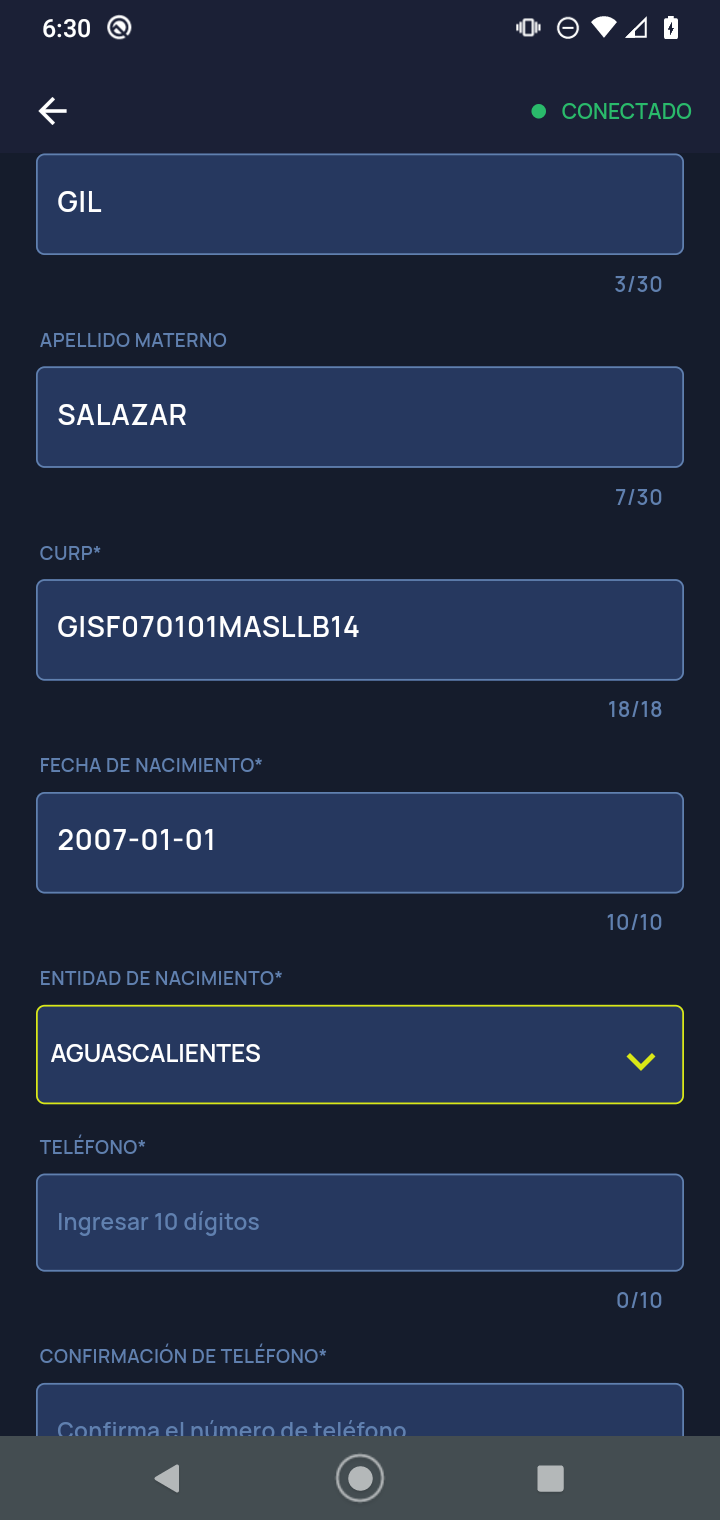 6:30
CONECTADO
GIL
3/30
APELLIDO MATERNO
SALAZAR
7/30
CURP*
GISF070101MASLLB14
18/18
FECHA DE NACIMIENTO*
2007-01-01
10/10
ENTIDAD DE NACIMIENTO*
AGUASCALIENTES
TELÉFONO*
Ingresar 10 dígitos
0/10
CONFIRMACIÓN DE TELÉFONO*
Confirma el número de teléfono